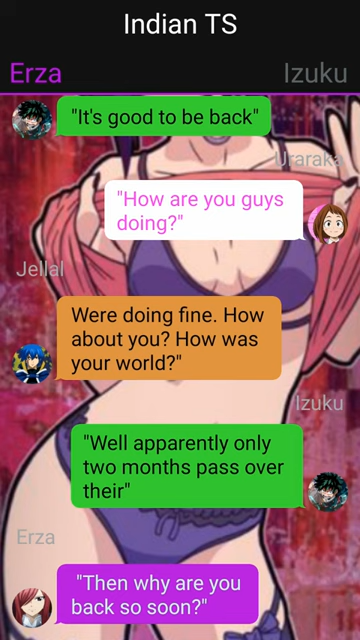 Indian TS
Erza Izuku
"It's good to be back"
Uraraka
"How are you guys
doing?"
Jellal
Were doing fine. How
about you? How was
your world?"
Izuku
"Well apparently only
two months pass over
their"
Erza
"Then why are you
back so soon?"